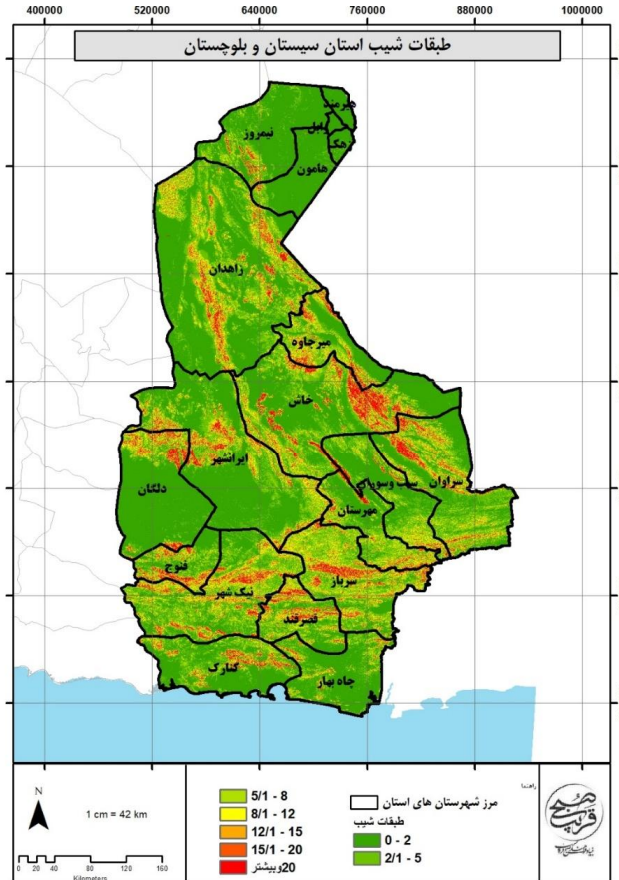 400000 520000 640000 760000 880000 1000000
طبقات شیب استان سیستان و بلوچستان
هیرمند
زابل
نیمروز
زهک
هامون
زاهدان
میرجاوه
خاش
ایرانشهر
سراوان
سیب وسوران
دلگان
مهرستان
فنوج
سرباز
نیک شهر
قصرقند
کنارک
چاه بهار
راهنما
N
1 cm = 42 km
0 20 40 80 120 160
Kilometers
مرز شهرستان های استان
طبقات شیب
0 - 2
2/1 - 5
5/1 - 8
8/1 - 12
12/1 - 15
15/1 - 20
20وبیشتر